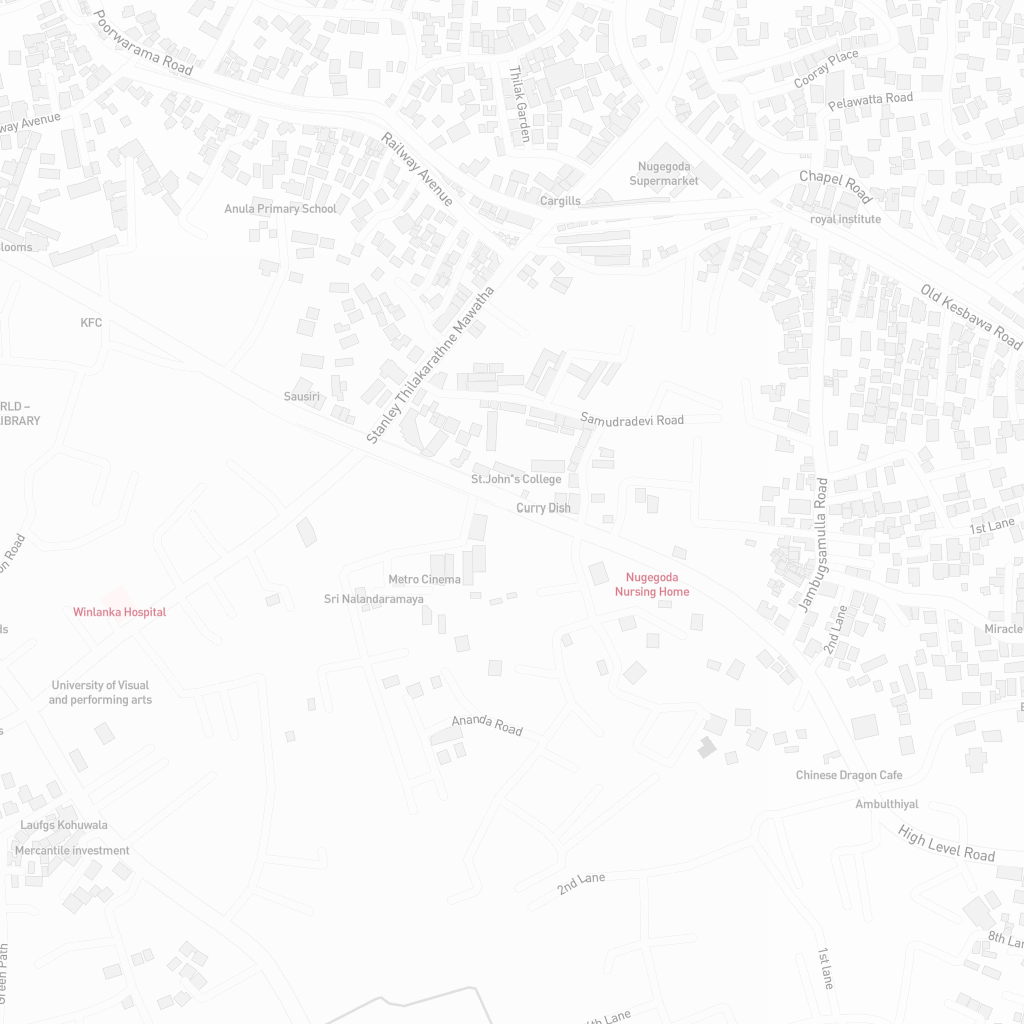 Poorwarama Road
Cooray Place
Thilak Garden
Pelawatta Road
way Avenue
Railway Avenue
Nugegoda
Supermarket
Chapel Road
Cargills
Anula Primary School
royal institute
looms
Old Kesbawa Road
KFC
Stanley Thilakarathne Mawatha
Sausiri
RLD –
IBRARY
Samudradevi Road
St.John"s College
Curry Dish
Jambugsamulla Road
1st Lane
on Road
Metro Cinema
Nugegoda
Nursing Home
Sri Nalandaramaya
Winlanka Hospital
2nd Lane
Miracle
ds
University of Visual
and performing arts
Ananda Road
s
Chinese Dragon Cafe
Ambulthiyal
Laufgs Kohuwala
Mercantile investment
High Level Road
2nd Lane
8th Lan
1st lane
Green Path
th Lane